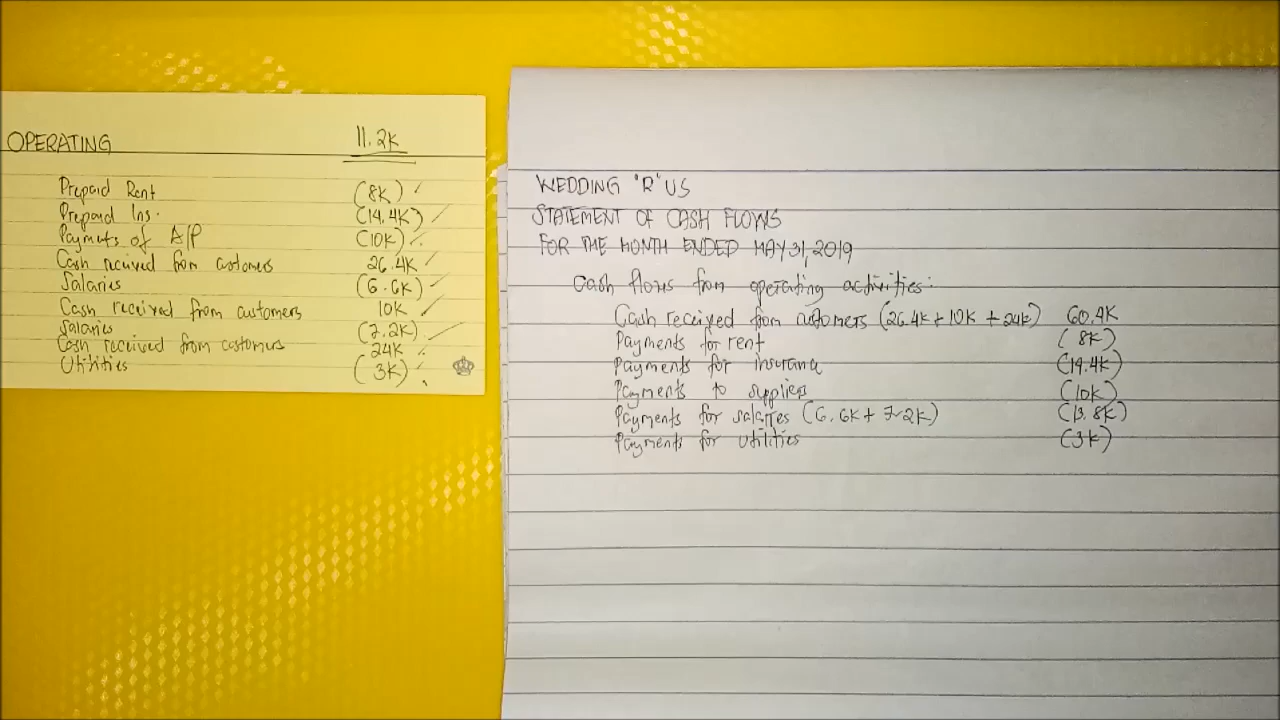 OPERATING 11.2K
Prepaid Rent (8K)
Prepaid Ins. (14.4K)
Paymuts of A/P (10K)
Cash received from customers 26.4K
Salaries (6.6K)
Cash received from customers 10K
Salaries (7.2K)
Cash received from customers 24K
Utilities (3K)
WEDDING "R" US
STATEMENT OF CASH FLOWS
FOR THE MONTH ENDED MAY 31, 2019
Cash flows from operating activities:
Cash received from customers (26.4K + 10K + 24K) 60.4K
Payments for rent (8K)
Payments for insurance (14.4K)
Payments to suppliers (10K)
Payments for salaries (6.6K + 7.2K) (13.8K)
Payments for utilities (3K)